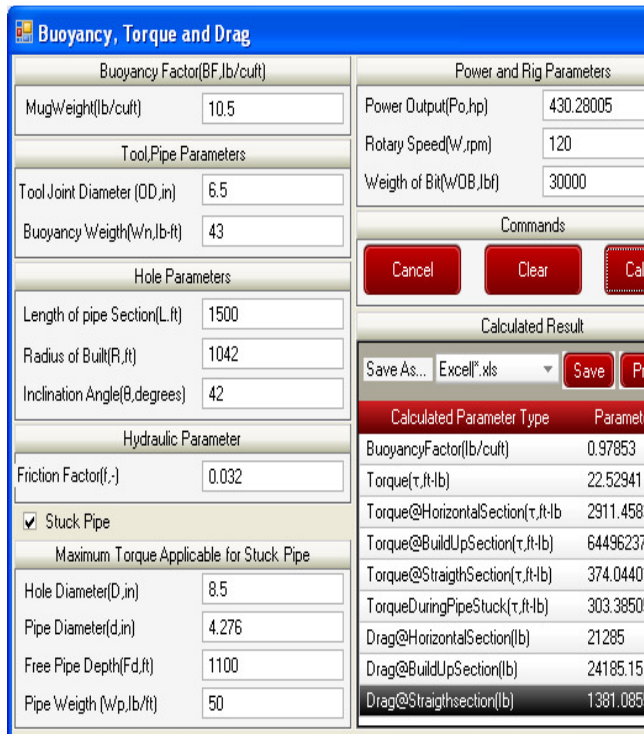 Buoyancy, Torque and Drag
Buoyancy Factor(BF,lb/cuft)
MugWeight(lb/cuft) 10.5
Tool,Pipe Parameters
Tool Joint Diameter (OD,in) 6.5
Buoyancy Weigth(Wn,lb-ft) 43
Hole Parameters
Length of pipe Section(L.ft) 1500
Radius of Built(R,ft) 1042
Inclination Angle(θ,degrees) 42
Hydraulic Parameter
Friction Factor(f,-) 0.032
Stuck Pipe
Maximum Torque Applicable for Stuck Pipe
Hole Diameter(D,in) 8.5
Pipe Diameter(d,in) 4.276
Free Pipe Depth(Fd,ft) 1100
Pipe Weigth (Wp,lb/ft) 50
Power and Rig Parameters
Power Output(Po,hp) 430.28005
Rotary Speed(W,rpm) 120
Weigth of Bit(WOB,lbf) 30000
Commands
Cancel Clear Cal
Calculated Result
Save As... Excel|*.xls Save P
Calculated Parameter Type Paramet
BuoyancyFactor(lb/cuft) 0.97853
Torque(τ,ft-lb) 22.52941
Torque@HorizontalSection(τ,ft-lb 2911.458
Torque@BuildUpSection(τ,ft-lb) 64496237
Torque@StraigthSection(τ,ft-lb) 374.0440
TorqueDuringPipeStuck(τ,ft-lb) 303.3850
Drag@HorizontalSection(lb) 21285
Drag@BuildUpSection(lb) 24185.15
Drag@Straigthsection(lb) 1381.085